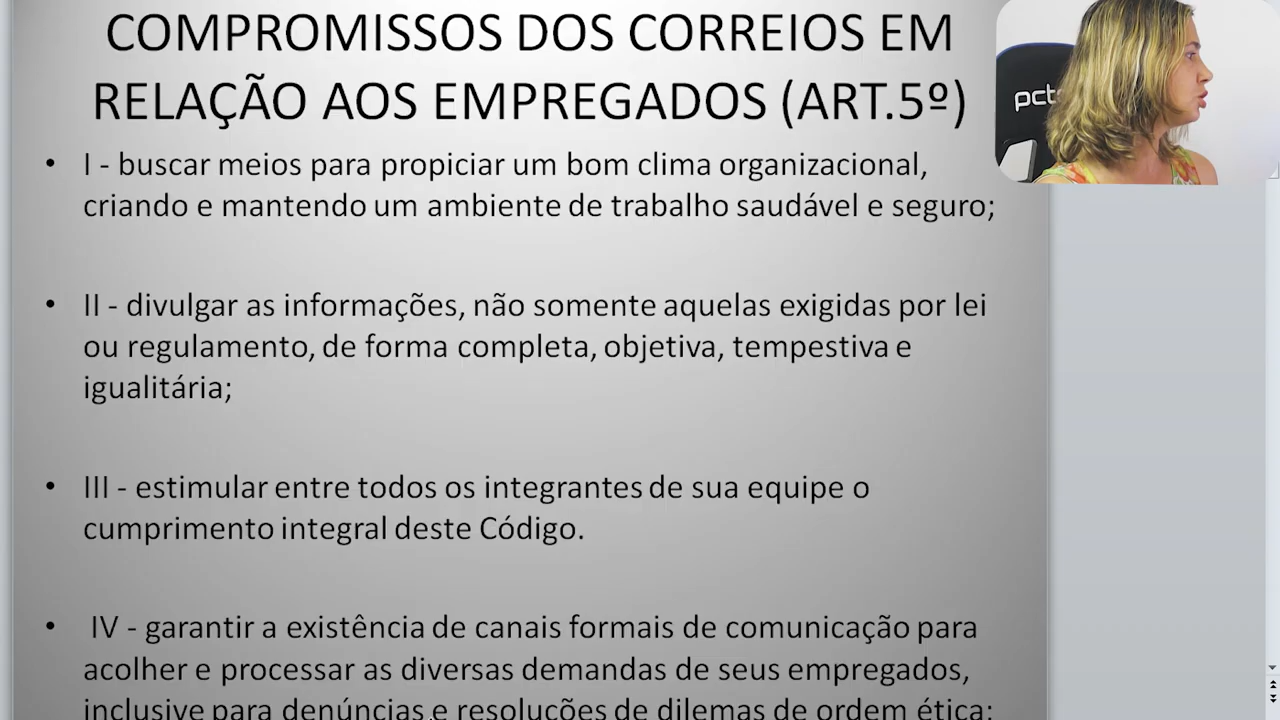 COMPROMISSOS DOS CORREIOS EM
RELAÇÃO AOS EMPREGADOS (ART.5º)
• I - buscar meios para propiciar um bom clima organizacional,
criando e mantendo um ambiente de trabalho saudável e seguro;
• II - divulgar as informações, não somente aquelas exigidas por lei
ou regulamento, de forma completa, objetiva, tempestiva e
igualitária;
• III - estimular entre todos os integrantes de sua equipe o
cumprimento integral deste Código.
• IV - garantir a existência de canais formais de comunicação para
acolher e processar as diversas demandas de seus empregados,
inclusive para denúncias e resoluções de dilemas de ordem ética;